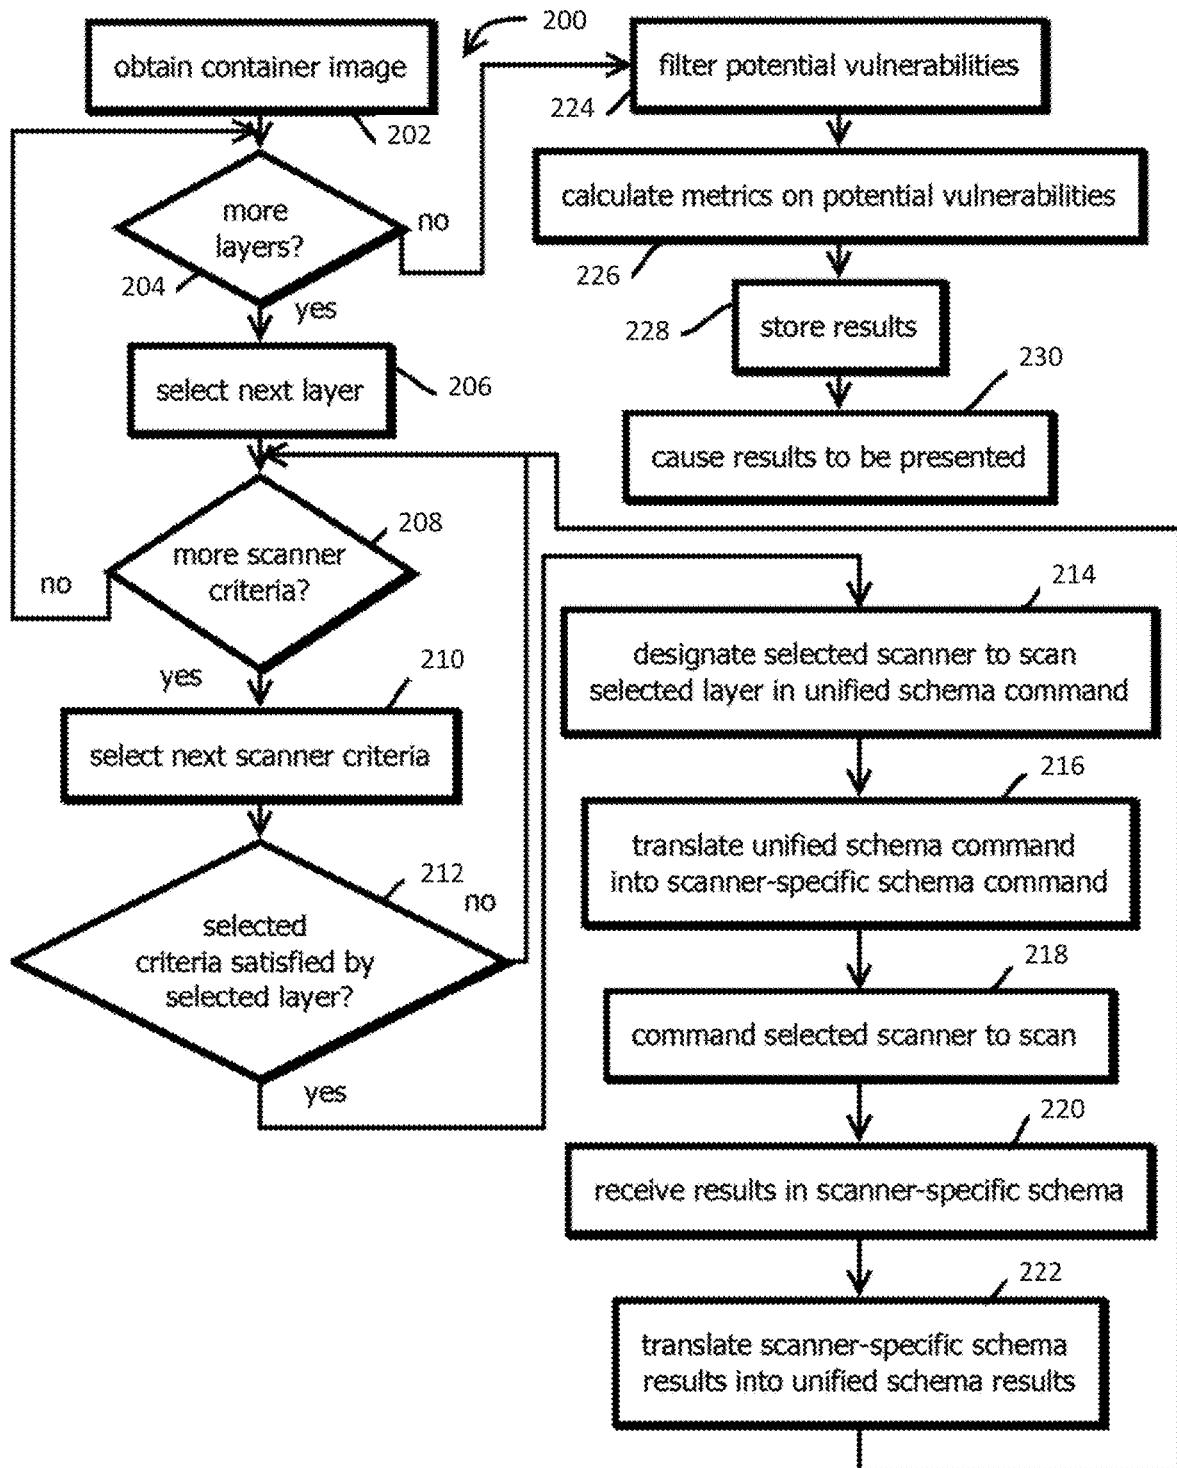 200
obtain container image
202
more
layers?
204
no
yes
select next layer
206
more scanner
criteria?
208
no
yes
210
select next scanner criteria
212
selected
criteria satisfied by
selected layer?
no
yes
214
designate selected scanner to scan
selected layer in unified schema command
216
translate unified schema command
into scanner-specific schema command
218
command selected scanner to scan
220
receive results in scanner-specific schema
222
translate scanner-specific schema
results into unified schema results
filter potential vulnerabilities
224
calculate metrics on potential vulnerabilities
226
store results
228
230
cause results to be presented